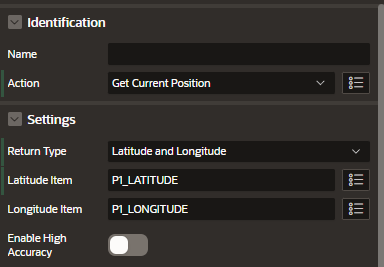 Identification
Name
Action Get Current Position
Settings
Return Type Latitude and Longitude
Latitude Item P1_LATITUDE
Longitude Item P1_LONGITUDE
Enable High
Accuracy